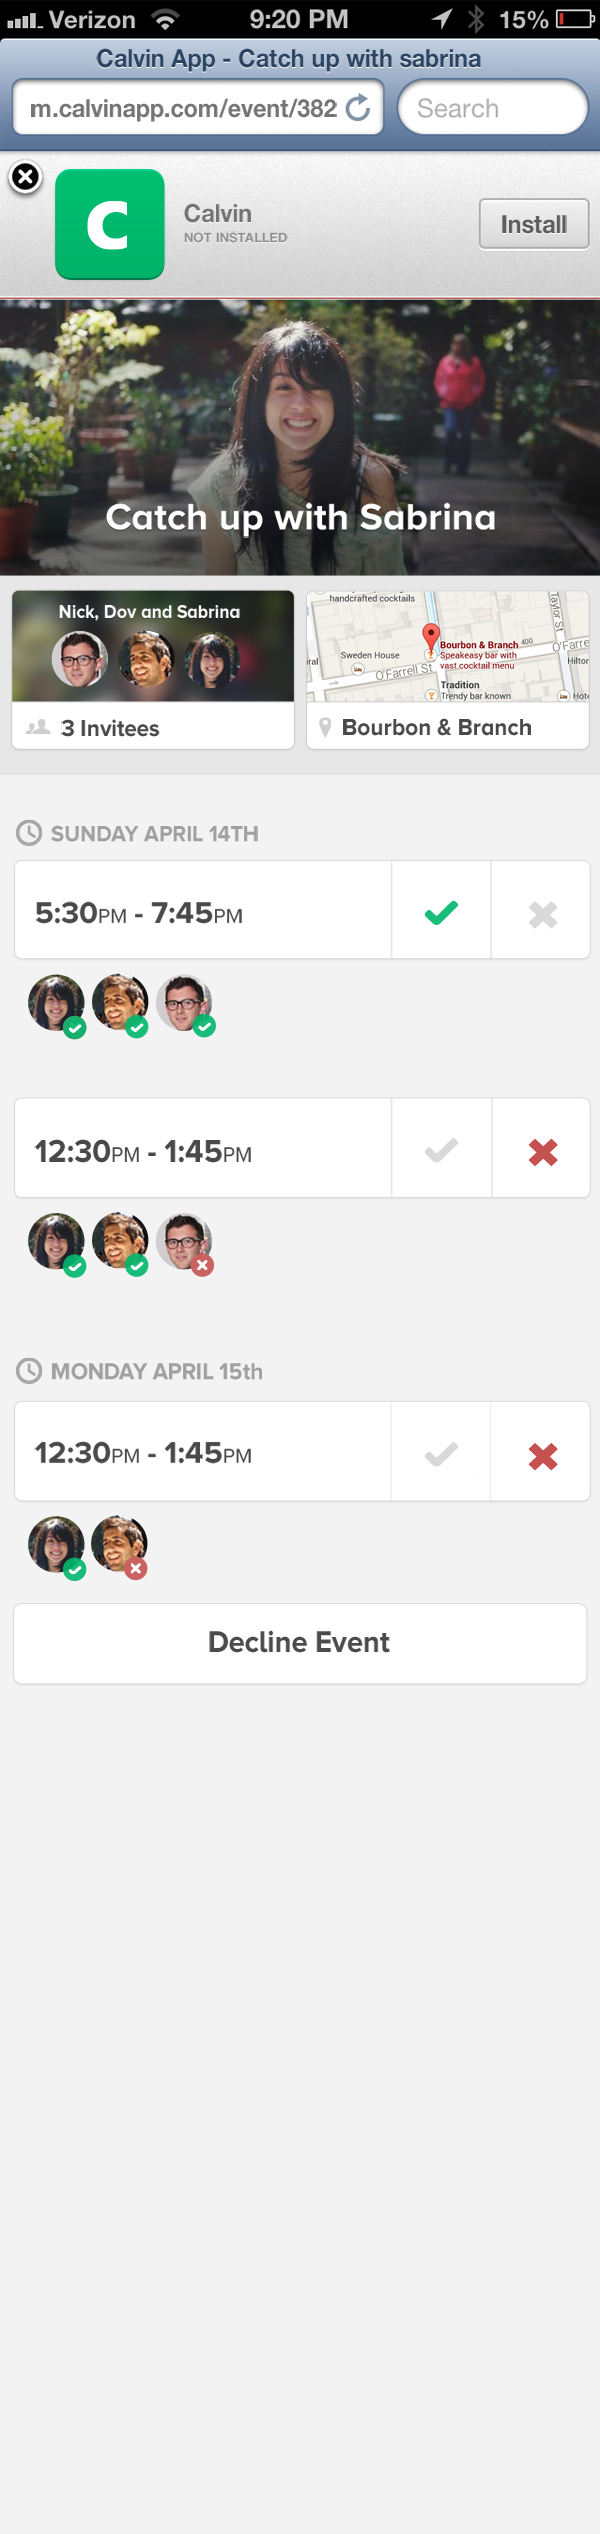 Verizon 9:20 PM 15%
Calvin App - Catch up with sabrina
m.calvinapp.com/event/382
Search
C
Calvin
NOT INSTALLED
Install
Catch up with Sabrina
Nick, Dov and Sabrina
3 Invitees
handcrafted cocktails
Taylor St
Sweden House
Bourbon & Branch
Speakeasy bar with
vast cocktail menu
400
O'Farrell St
O'Farre
Hilton
ral
Tradition
Trendy bar known
Hote
Bourbon & Branch
SUNDAY APRIL 14TH
5:30PM - 7:45PM
12:30PM - 1:45PM
MONDAY APRIL 15th
12:30PM - 1:45PM
Decline Event